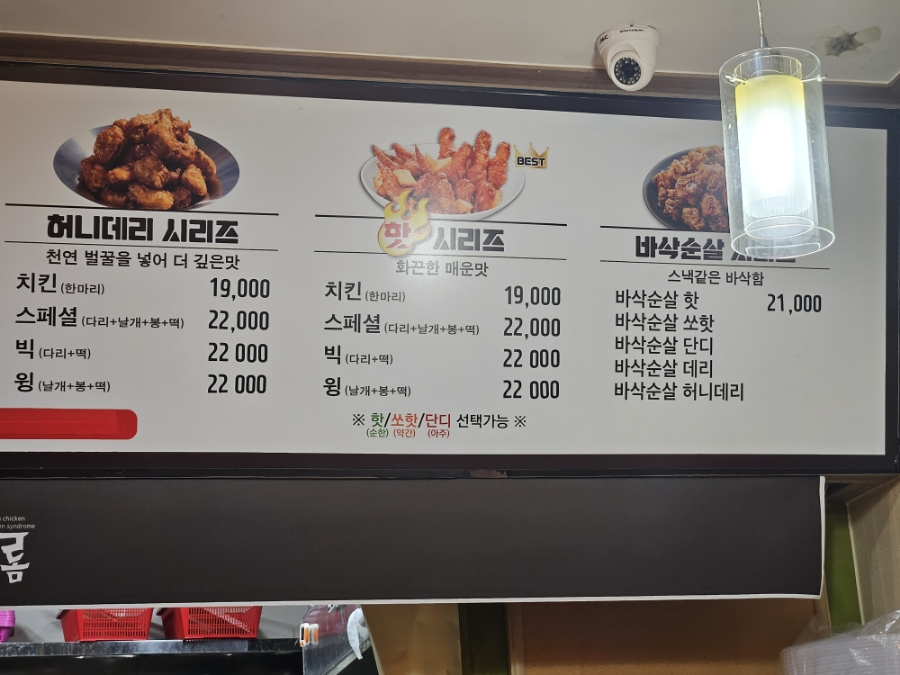 허니데리 시리즈
천연 벌꿀을 넣어 더 깊은맛
치킨 (한마리) 19,000
스페셜 (다리+날개+봉+떡) 22,000
빅 (다리+떡) 22 000
윙 (날개+봉+떡) 22 000
BEST
핫 시리즈
화끈한 매운맛
치킨 (한마리) 19,000
스페셜 (다리+날개+봉+떡) 22,000
빅 (다리+떡) 22 000
윙 (날개+봉+떡) 22 000
※ 핫/쏘핫/단디 선택가능 ※
(순한) (약간) (아주)
바삭순살
스낵같은 바삭함
바삭순살 핫 21,000
바삭순살 쏘핫
바삭순살 단디
바삭순살 데리
바삭순살 허니데리
chicken
syndrome
롬